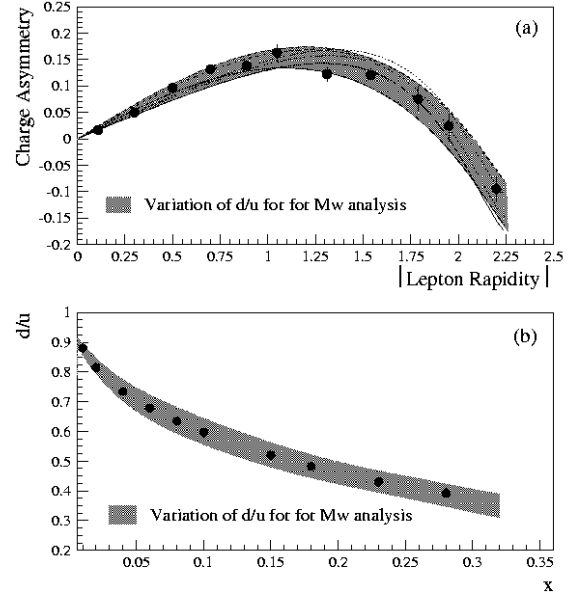 (a)
Charge Asymmetry
0.2
0.15
0.1
0.05
0
-0.05
-0.1
-0.15
-0.2
Variation of d/u for for Mw analysis
0 0.25 0.5 0.75 1 1.25 1.5 1.75 2 2.25 2.5
|Lepton Rapidity|
(b)
d/u
1
0.9
0.8
0.7
0.6
0.5
0.4
0.3
0.2
Variation of d/u for for Mw analysis
0.05 0.1 0.15 0.2 0.25 0.3 0.35
x